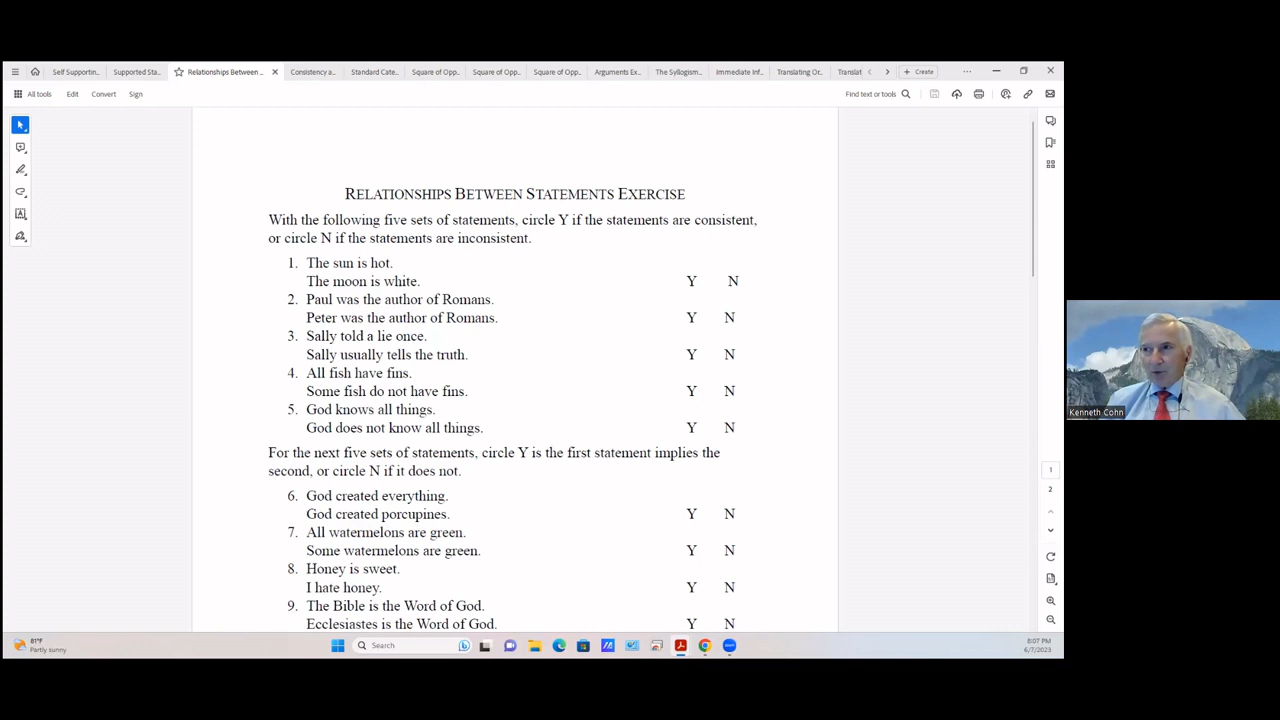 Self Supportin...
Supported Sta...
Relationships Between ...
Consistency a...
Standard Cate...
Square of Opp...
Square of Opp...
Square of Opp...
Arguments Ex...
The Syllogism...
Immediate Inf...
Translating Or...
Translat
Create
All tools
Edit
Convert
Sign
Find text or tools
RELATIONSHIPS BETWEEN STATEMENTS EXERCISE
With the following five sets of statements, circle Y if the statements are consistent,
or circle N if the statements are inconsistent.
1. The sun is hot.
The moon is white. Y N
2. Paul was the author of Romans.
Peter was the author of Romans. Y N
3. Sally told a lie once.
Sally usually tells the truth. Y N
4. All fish have fins.
Some fish do not have fins. Y N
5. God knows all things.
God does not know all things. Y N
For the next five sets of statements, circle Y is the first statement implies the
second, or circle N if it does not.
6. God created everything.
God created porcupines. Y N
7. All watermelons are green.
Some watermelons are green. Y N
8. Honey is sweet.
I hate honey. Y N
9. The Bible is the Word of God.
Ecclesiastes is the Word of God. Y N
1
2
Kenneth Cohn
81°F
Partly sunny
Search
8:07 PM
6/7/2023